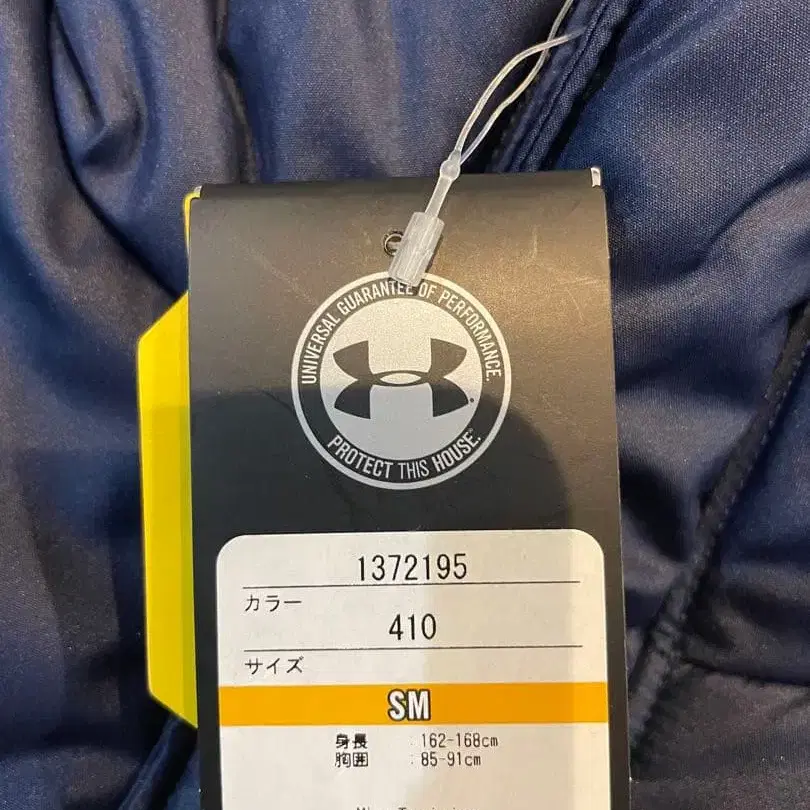 UNIVERSAL GUARANTEE OF PERFORMANCE.
PROTECT THIS HOUSE.®
1372195
カラー
410
サイズ
SM
身長 : 162-168cm
胸囲 : 85-91cm